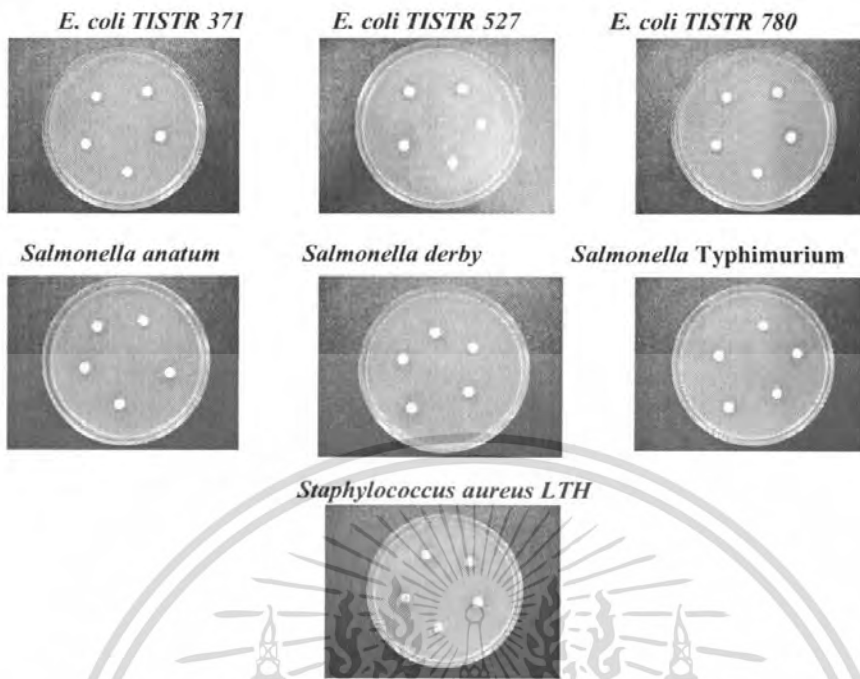 E. coli TISTR 371 E. coli TISTR 527 E. coli TISTR 780
Salmonella anatum Salmonella derby Salmonella Typhimurium
Staphylococcus aureus LTH